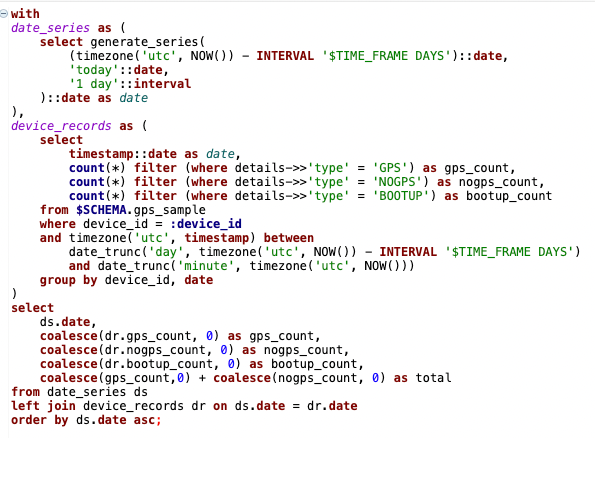 with
date_series as (
    select generate_series(
        (timezone('utc', NOW()) - INTERVAL '$TIME_FRAME DAYS')::date,
        'today'::date,
        '1 day'::interval
    )::date as date
),
device_records as (
    select
        timestamp::date as date,
        count(*) filter (where details->>'type' = 'GPS') as gps_count,
        count(*) filter (where details->>'type' = 'NOGPS') as nogps_count,
        count(*) filter (where details->>'type' = 'BOOTUP') as bootup_count
    from $SCHEMA.gps_sample
    where device_id = :device_id
    and timezone('utc', timestamp) between
        date_trunc('day', timezone('utc', NOW()) - INTERVAL '$TIME_FRAME DAYS')
        and date_trunc('minute', timezone('utc', NOW()))
    group by device_id, date
)
select
    ds.date,
    coalesce(dr.gps_count, 0) as gps_count,
    coalesce(dr.nogps_count, 0) as nogps_count,
    coalesce(dr.bootup_count, 0) as bootup_count,
    coalesce(gps_count,0) + coalesce(nogps_count, 0) as total
from date_series ds
left join device_records dr on ds.date = dr.date
order by ds.date asc;